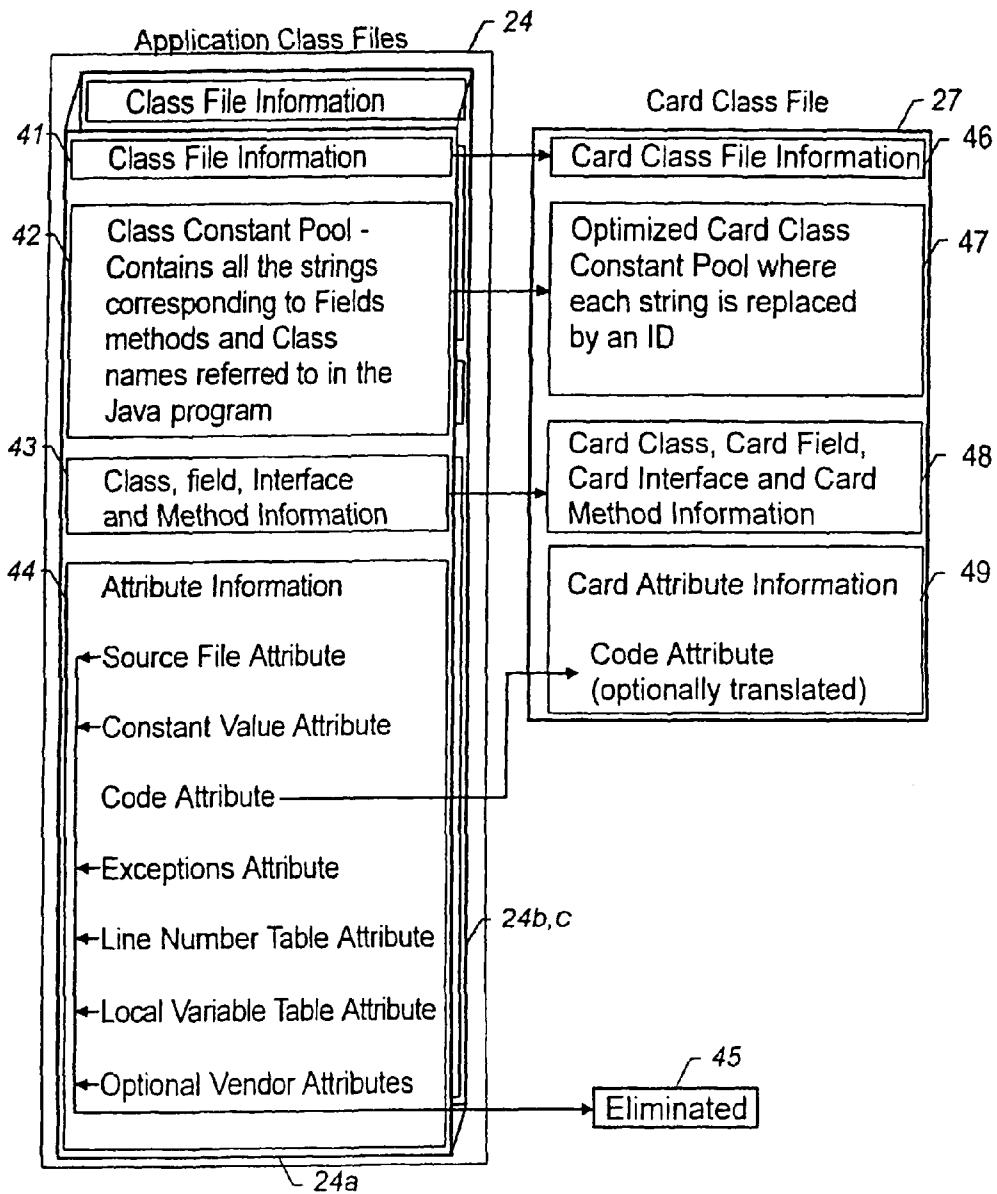 24
Application Class Files
Class File Information
41
Class File Information
42
Class Constant Pool -
Contains all the strings
corresponding to Fields
methods and Class
names referred to in the
Java program
43
Class, field, Interface
and Method Information
44
Attribute Information
Source File Attribute
Constant Value Attribute
Code Attribute
Exceptions Attribute
Line Number Table Attribute
Local Variable Table Attribute
Optional Vendor Attributes
24b,c
24a
Card Class File
27
Card Class File Information
46
Optimized Card Class
Constant Pool where
each string is replaced
by an ID
47
Card Class, Card Field,
Card Interface and Card
Method Information
48
Card Attribute Information
49
Code Attribute
(optionally translated)
45
Eliminated